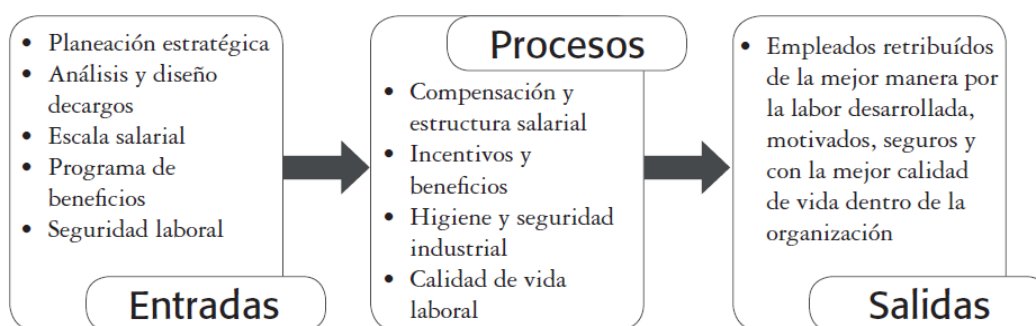 • Planeación estratégica
• Análisis y diseño
decargos
• Escala salarial
• Programa de
beneficios
• Seguridad laboral
Entradas
Procesos
• Compensación y
estructura salarial
• Incentivos y
beneficios
• Higiene y seguridad
industrial
• Calidad de vida
laboral
• Empleados retribuídos
de la mejor manera por
la labor desarrollada,
motivados, seguros y
con la mejor calidad
de vida dentro de la
organización
Salidas